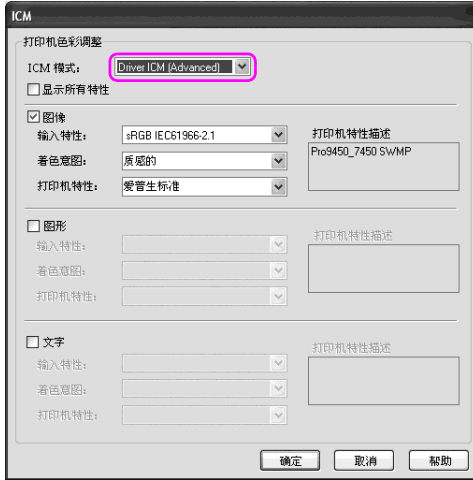 ICM
打印机色彩调整
ICM 模式： Driver ICM (Advanced)
显示所有特性
图像
输入特性： sRGB IEC61966-2.1 打印机特性描述
着色意图： 质感的 Pro9450_7450 SWMP
打印机特性： 爱普生标准
图形
输入特性： 打印机特性描述
着色意图：
打印机特性：
文字
输入特性： 打印机特性描述
着色意图：
打印机特性：
确定 取消 帮助